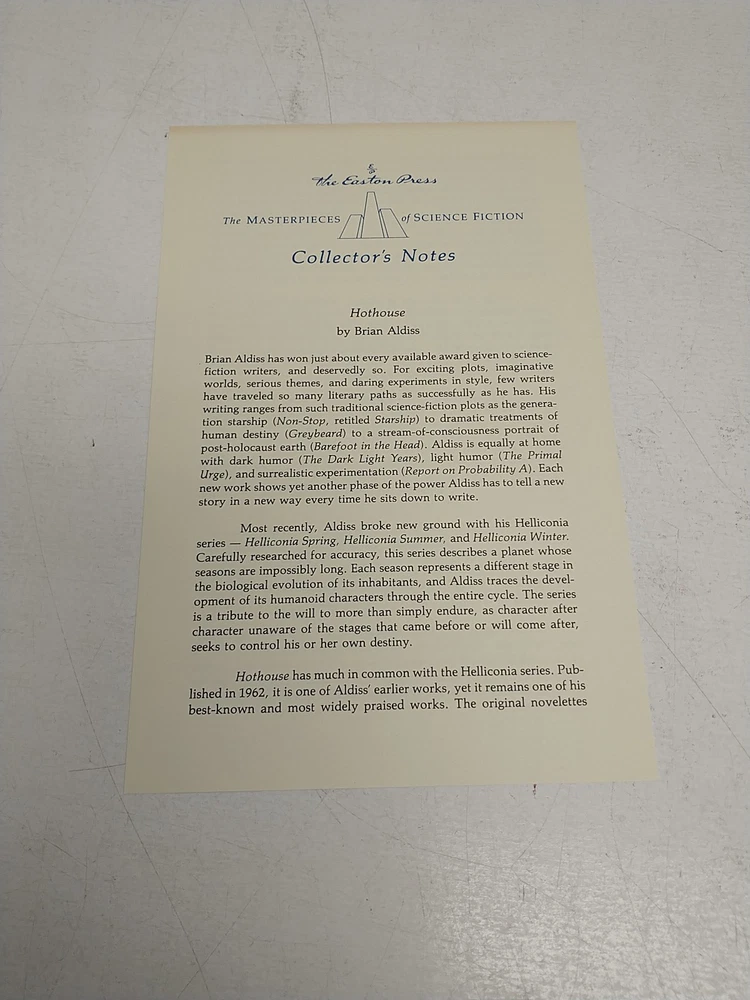 The Easton Press
The MASTERPIECES of SCIENCE FICTION
Collector's Notes
Hothouse
by Brian Aldiss
Brian Aldiss has won just about every available award given to science-
fiction writers, and deservedly so. For exciting plots, imaginative
worlds, serious themes, and daring experiments in style, few writers
have traveled so many literary paths as successfully as he has. His
writing ranges from such traditional science-fiction plots as the genera-
tion starship (Non-Stop, retitled Starship) to dramatic treatments of
human destiny (Greybeard) to a stream-of-consciousness portrait of
post-holocaust earth (Barefoot in the Head). Aldiss is equally at home
with dark humor (The Dark Light Years), light humor (The Primal
Urge), and surrealistic experimentation (Report on Probability A). Each
new work shows yet another phase of the power Aldiss has to tell a new
story in a new way every time he sits down to write.
Most recently, Aldiss broke new ground with his Helliconia
series — Helliconia Spring, Helliconia Summer, and Helliconia Winter.
Carefully researched for accuracy, this series describes a planet whose
seasons are impossibly long. Each season represents a different stage in
the biological evolution of its inhabitants, and Aldiss traces the devel-
opment of its humanoid characters through the entire cycle. The series
is a tribute to the will to more than simply endure, as character after
character unaware of the stages that came before or will come after,
seeks to control his or her own destiny.
Hothouse has much in common with the Helliconia series. Pub-
lished in 1962, it is one of Aldiss' earlier works, yet it remains one of his
best-known and most widely praised works. The original novelettes